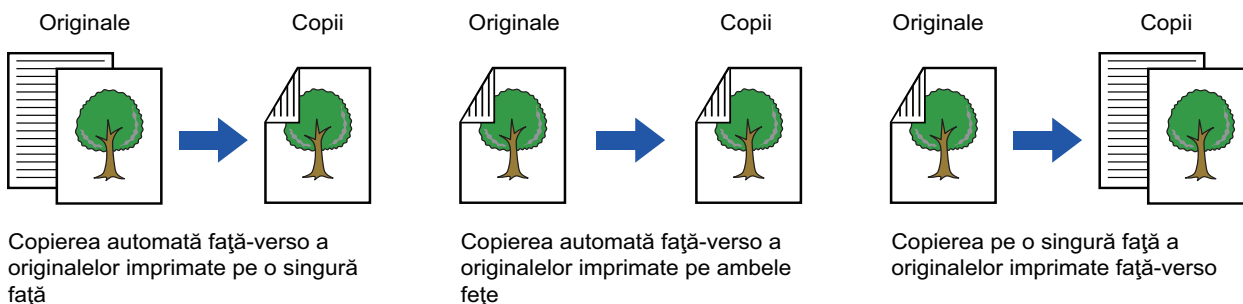 Originale
Copii
Originale
Copii
Originale
Copii
Copierea automată faţă-verso a
originalelor imprimate pe o singură
faţă
Copierea automată faţă-verso a
originalelor imprimate pe ambele
feţe
Copierea pe o singură faţă a
originalelor imprimate faţă-verso